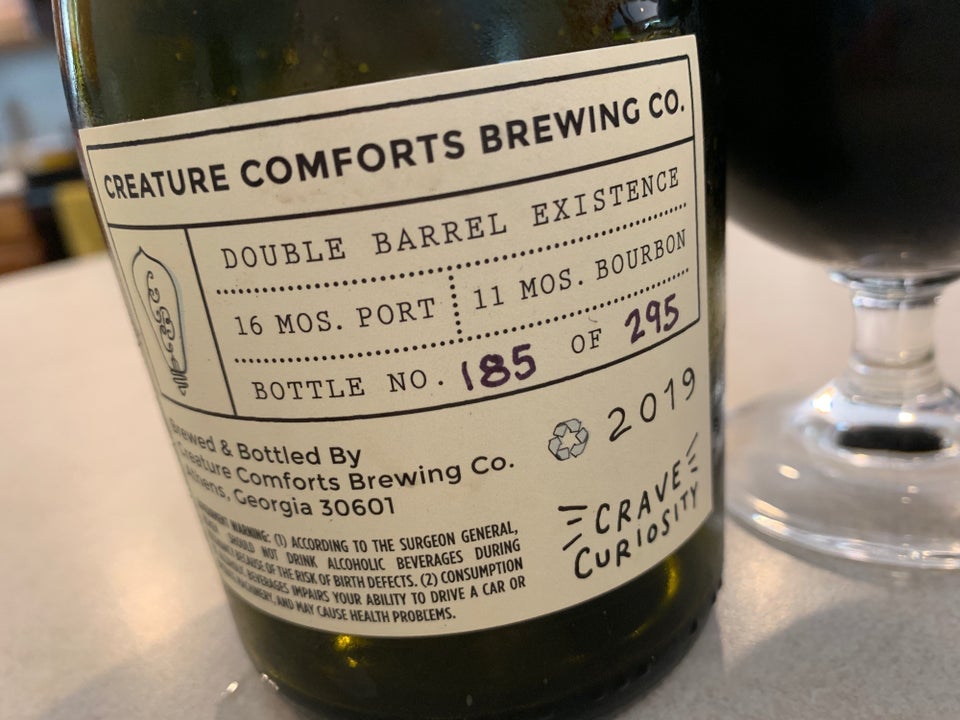 CREATURE COMFORTS BREWING CO.
DOUBLE BARREL EXISTENCE
16 MOS. PORT 11 MOS. BOURBON
BOTTLE NO. 185 OF 295
2019
Brewed & Bottled By
Creature Comforts Brewing Co.
Athens, Georgia 30601
CRAVE
CURIOSITY
WARNING: (1) ACCORDING TO THE SURGEON GENERAL,
SHOULD NOT DRINK ALCOHOLIC BEVERAGES DURING
BECAUSE OF THE RISK OF BIRTH DEFECTS. (2) CONSUMPTION
BEVERAGES IMPAIRS YOUR ABILITY TO DRIVE A CAR OR
MACHINERY, AND MAY CAUSE HEALTH PROBLEMS.